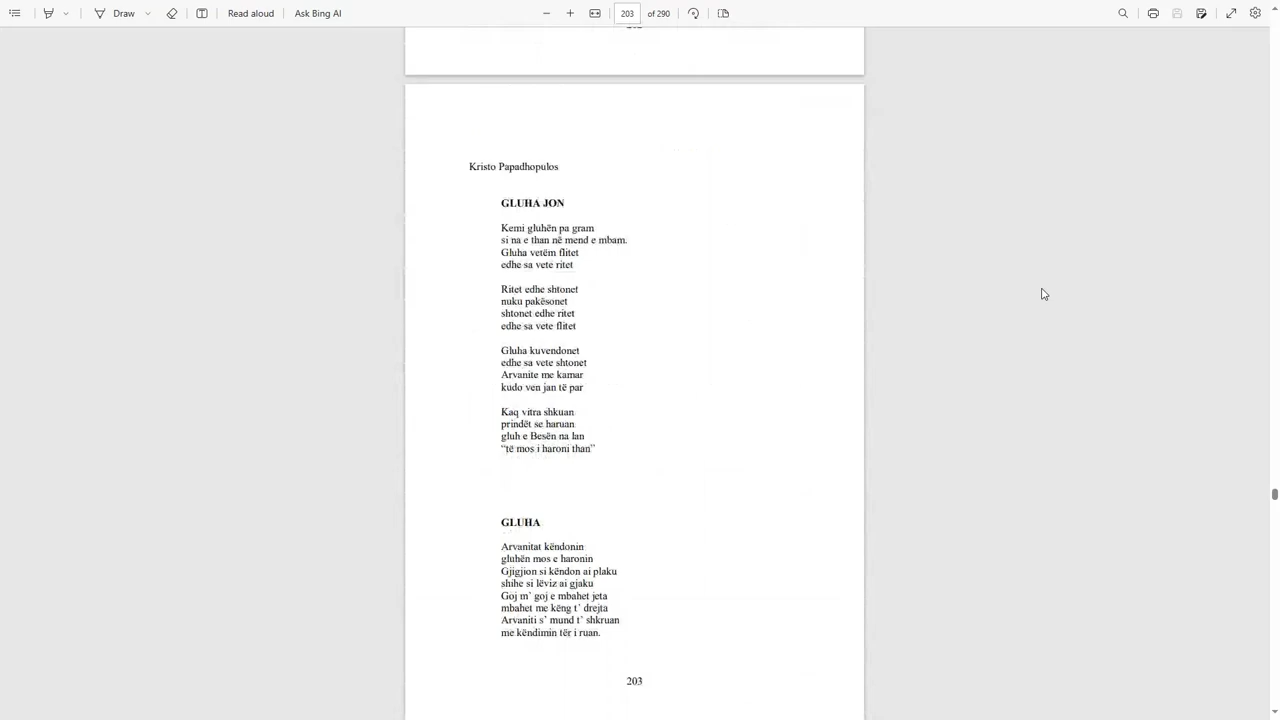 Draw
Read aloud
Ask Bing AI
203 of 290
Kristo Papadhopulos
GLUHA JON
Kemi gluhën pa gram
si na e than në mend e mbam.
Gluha vetëm flitet
edhe sa vete ritet
Ritet edhe shtonet
nuku pakësonet
shtonet edhe ritet
edhe sa vete flitet
Gluha kuvendonet
edhe sa vete shtonet
Arvanite me kamar
kudo ven jan të par
Kaq vitra shkuan
prindët se haruan
gluh e Besën na lan
“të mos i haroni than”
GLUHA
Arvanitat këndonin
gluhën mos e haronin
Gjigjion si këndon ai plaku
shihe si lëviz ai gjaku
Goj m’ goj e mbahet jeta
mbahet me këng t’ drejta
Arvaniti s’ mund t’ shkruan
me këndimin tër i ruan.
203